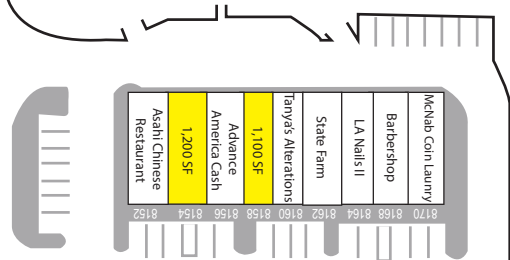 Asahi Chinese
Restaurant
1,200 SF
Advance
America Cash
1,100 SF
Tanya's Alterations
State Farm
LA Nails II
Barbershop
McNab Coin Launry
8152
8154
8156
8158
8160
8162
8164
8168
8170